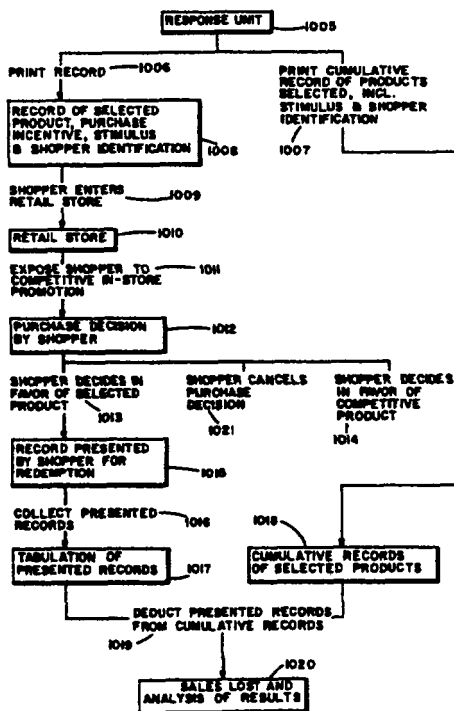 RESPONSE UNIT
1005
PRINT RECORD
1006
PRINT CUMULATIVE
RECORD OF PRODUCTS
SELECTED, INCL.
STIMULUS & SHOPPER
IDENTIFICATION
1007
RECORD OF SELECTED
PRODUCT, PURCHASE
INCENTIVE, STIMULUS
& SHOPPER IDENTIFICATION
1008
SHOPPER ENTERS
RETAIL STORE
1009
RETAIL STORE
1010
EXPOSE SHOPPER TO
COMPETITIVE IN-STORE
PROMOTION
1011
PURCHASE DECISION
BY SHOPPER
1012
SHOPPER DECIDES IN
FAVOR OF SELECTED
PRODUCT
1013
SHOPPER CANCELS
PURCHASE
DECISION
1021
SHOPPER DECIDES
IN FAVOR OF
COMPETITIVE
PRODUCT
1014
RECORD PRESENTED
BY SHOPPER FOR
REDEMPTION
1015
COLLECT PRESENTED
RECORDS
1016
TABULATION OF
PRESENTED RECORDS
1017
1018
CUMULATIVE RECORDS
OF SELECTED PRODUCTS
DEDUCT PRESENTED RECORDS
FROM CUMULATIVE RECORDS
1019
1020
SALES LOST AND
ANALYSIS OF RESULTS